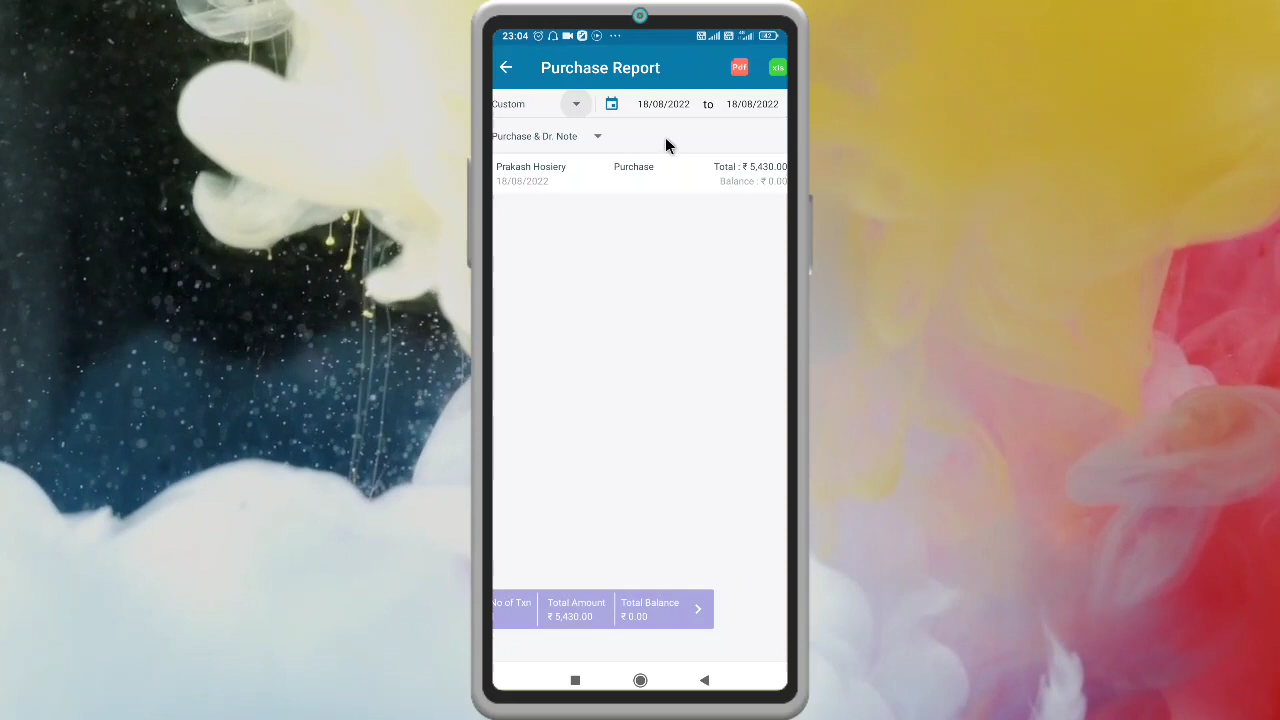 23:04 42
Purchase Report Pdf xls
Custom 18/08/2022 to 18/08/2022
Purchase & Dr. Note
Prakash Hosiery Purchase Total : ₹ 5,430.00
18/08/2022 Balance : ₹ 0.00
No of Txn Total Amount Total Balance
₹ 5,430.00 ₹ 0.00